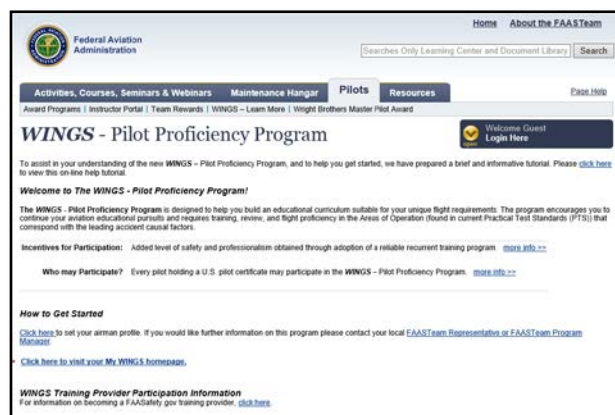 Home About the FAASTeam
Federal Aviation
Administration
Searches Only Learning Center and Document Library Search
Activities, Courses, Seminars & Webinars Maintenance Hangar Pilots Resources Page Help
Award Programs | Instructor Portal | Team Rewards | WINGS – Learn More | Wright Brothers Master Pilot Award
WINGS - Pilot Proficiency Program
Welcome Guest
Login Here
open
To assist in your understanding of the new WINGS – Pilot Proficiency Program, and to help you get started, we have prepared a brief and informative tutorial. Please click here
to view this on-line help tutorial.
Welcome to The WINGS - Pilot Proficiency Program!
The WINGS - Pilot Proficiency Program is designed to help you build an educational curriculum suitable for your unique flight requirements. The program encourages you to
continue your aviation educational pursuits and requires training, review, and flight proficiency in the Areas of Operation (found in current Practical Test Standards (PTS)) that
correspond with the leading accident causal factors.
Incentives for Participation: Added level of safety and professionalism obtained through adoption of a reliable recurrent training program more info >>
Who may Participate? Every pilot holding a U.S. pilot certificate may participate in the WINGS – Pilot Proficiency Program. more info >>
How to Get Started
Click here to set your airman profile. If you would like further information on this program please contact your local FAASTeam Representative or FAASTeam Program
Manager.
Click here to visit your My WINGS homepage.
WINGS Training Provider Participation Information
For information on becoming a FAASafety.gov training provider, click here.